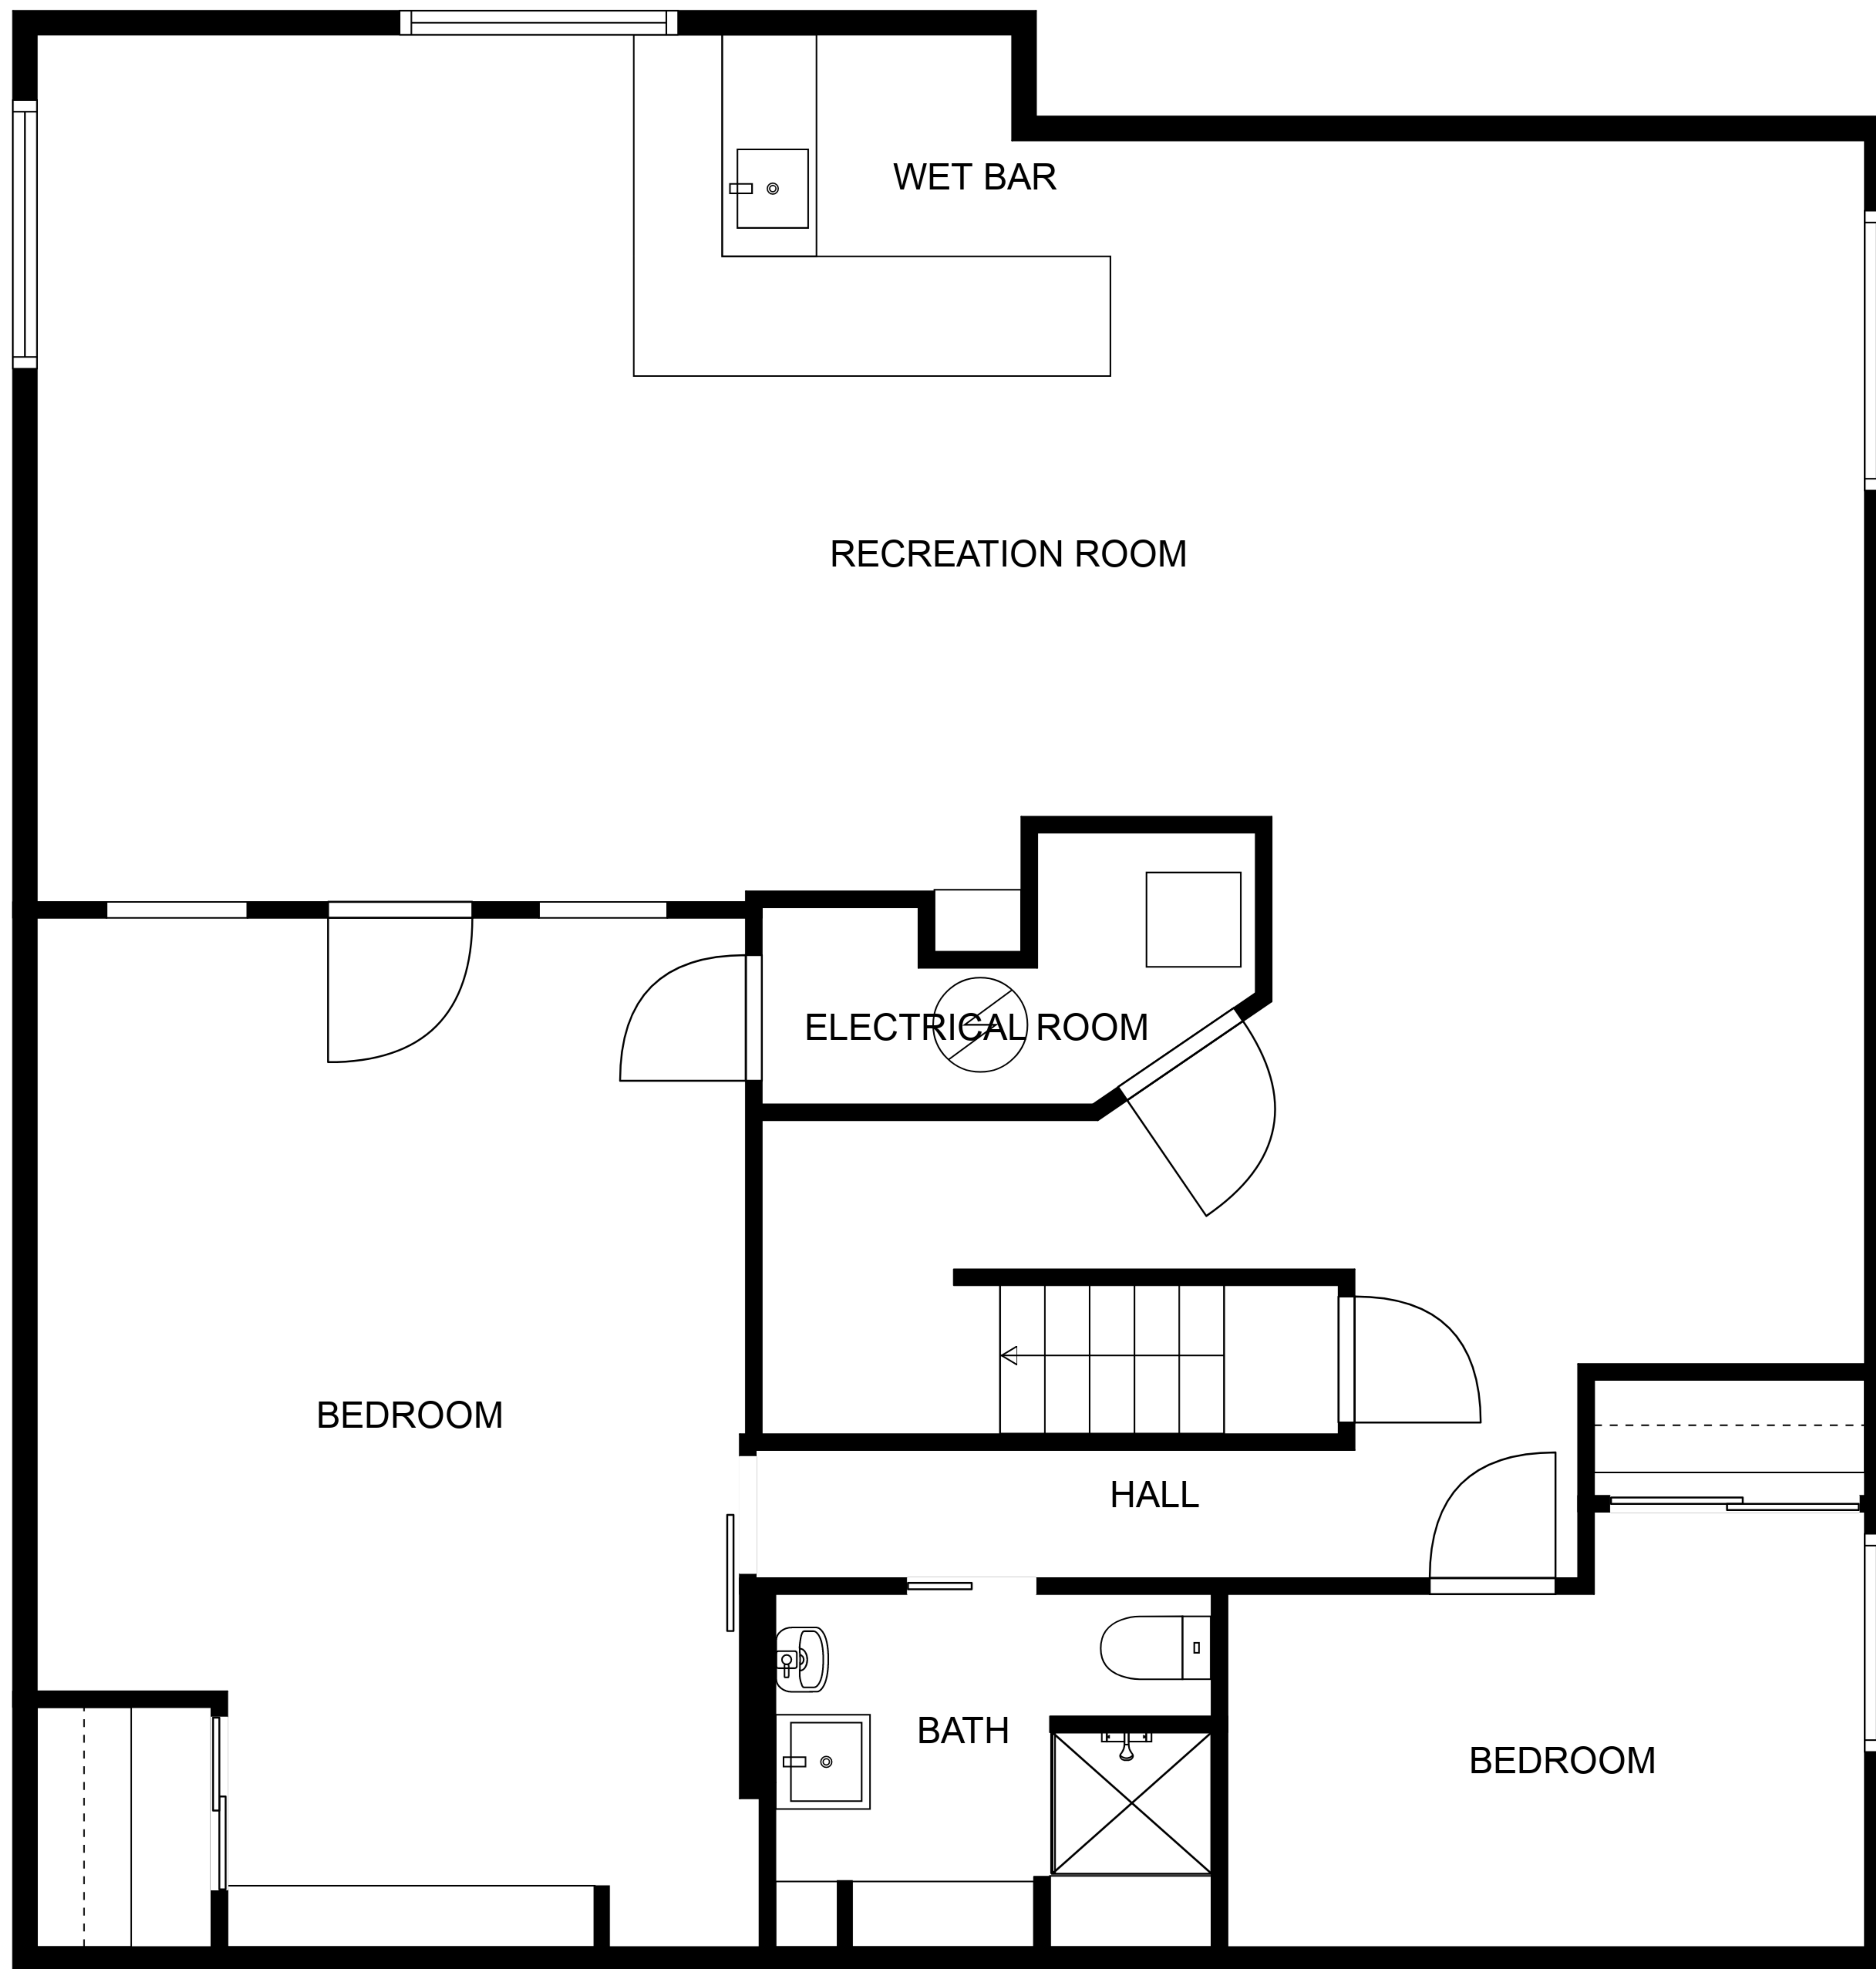 WET BAR
RECREATION ROOM
ELECTRICAL ROOM
BEDROOM
HALL
BATH
BEDROOM